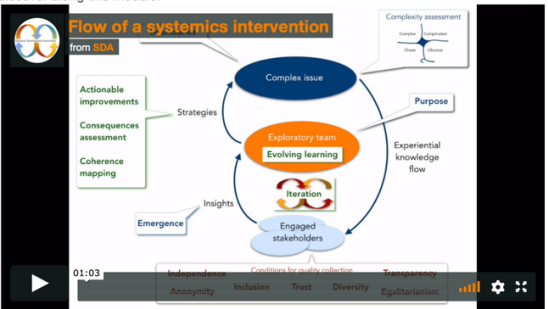 Flow of a systemics intervention
from SDA
Complexity assessment
Complex
Complicated
Chaos
Obvious
Complex issue
Actionable
improvements
Consequences
assessment
Coherence
mapping
Strategies
Purpose
Exploratory team
Evolving learning
Experiential
knowledge
flow
Iteration
Insights
Emergence
Engaged
stakeholders
01:03
Conditions for quality collection
Independence
Transparency
Anonymity
Inclusion
Trust
Diversity
Egalitarianism